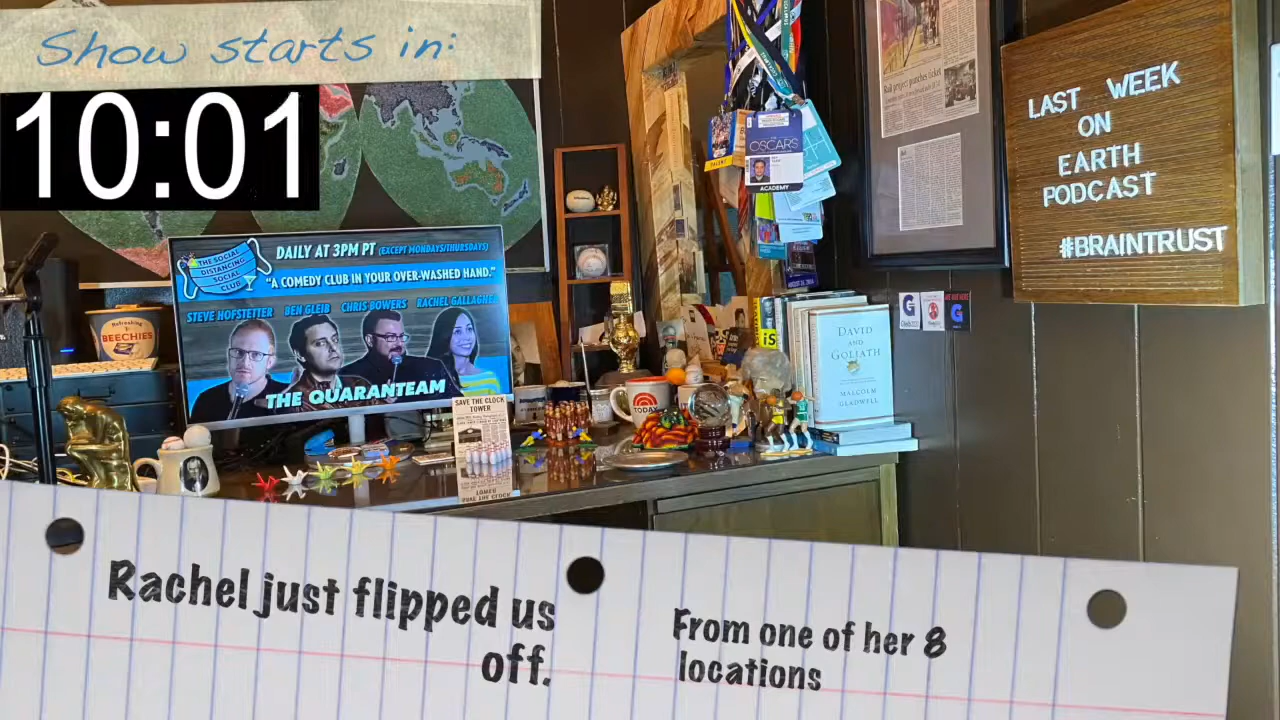 Show starts in:
10:01
THE SOCIAL
DISTANCING
SOCIAL
CLUB
DAILY AT 3PM PT (EXCEPT MONDAYS/THURSDAYS)
"A COMEDY CLUB IN YOUR OVER-WASHED HAND."
STEVE HOFSTETTER BEN GLEIB CHRIS BOWERS RACHEL GALLAGHE
THE QUARANTEAM
BEECHIES
SAVE THE CLOCK
TOWER
TODAY
OSCARS
ACADEMY
iS
DAVID
AND
GOLIATH
MALCOLM
GLADWELL
G
G
LAST WEEK
ON
EARTH
PODCAST
#BRAINTRUST
Rachel just flipped us
off.
From one of her 8
locations